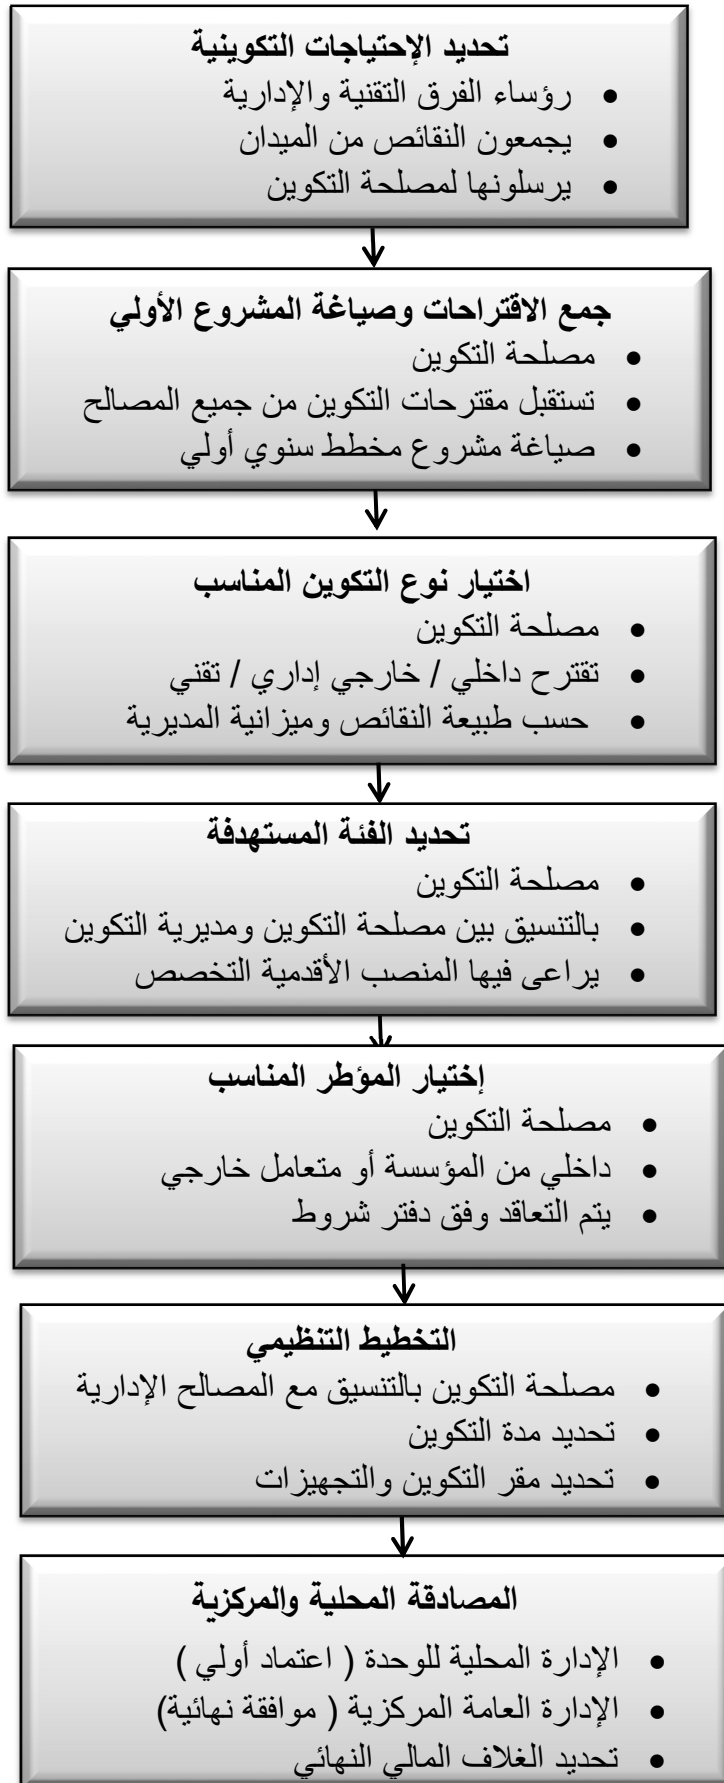 تحديد الإحتياجات التكوينية
• رؤساء الفرق التقنية والإدارية
• يجمعون النقائص من الميدان
• يرسلونها لمصلحة التكوين
جمع الاقتراحات وصياغة المشروع الأولي
• مصلحة التكوين
• تستقبل مقترحات التكوين من جميع المصالح
• صياغة مشروع مخطط سنوي أولي
اختيار نوع التكوين المناسب
• مصلحة التكوين
• تقترح داخلي / خارجي إداري / تقني
• حسب طبيعة النقائص وميزانية المديرية
تحديد الفئة المستهدفة
• مصلحة التكوين
• بالتنسيق بين مصلحة التكوين ومديرية التكوين
• يراعى فيها المنصب الأقدمية التخصص
إختيار المؤطر المناسب
• مصلحة التكوين
• داخلي من المؤسسة أو متعامل خارجي
• يتم التعاقد وفق دفتر شروط
التخطيط التنظيمي
• مصلحة التكوين بالتنسيق مع المصالح الإدارية
• تحديد مدة التكوين
• تحديد مقر التكوين والتجهيزات
المصادقة المحلية والمركزية
• الإدارة المحلية للوحدة ( اعتماد أولي )
• الإدارة العامة المركزية ( موافقة نهائية)
• تحديد الغلاف المالي النهائي